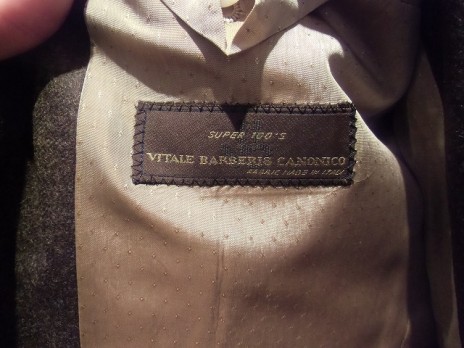 SUPER 100'S
VITALE BARBERIS CANONICO
FABRIC MADE IN ITALY